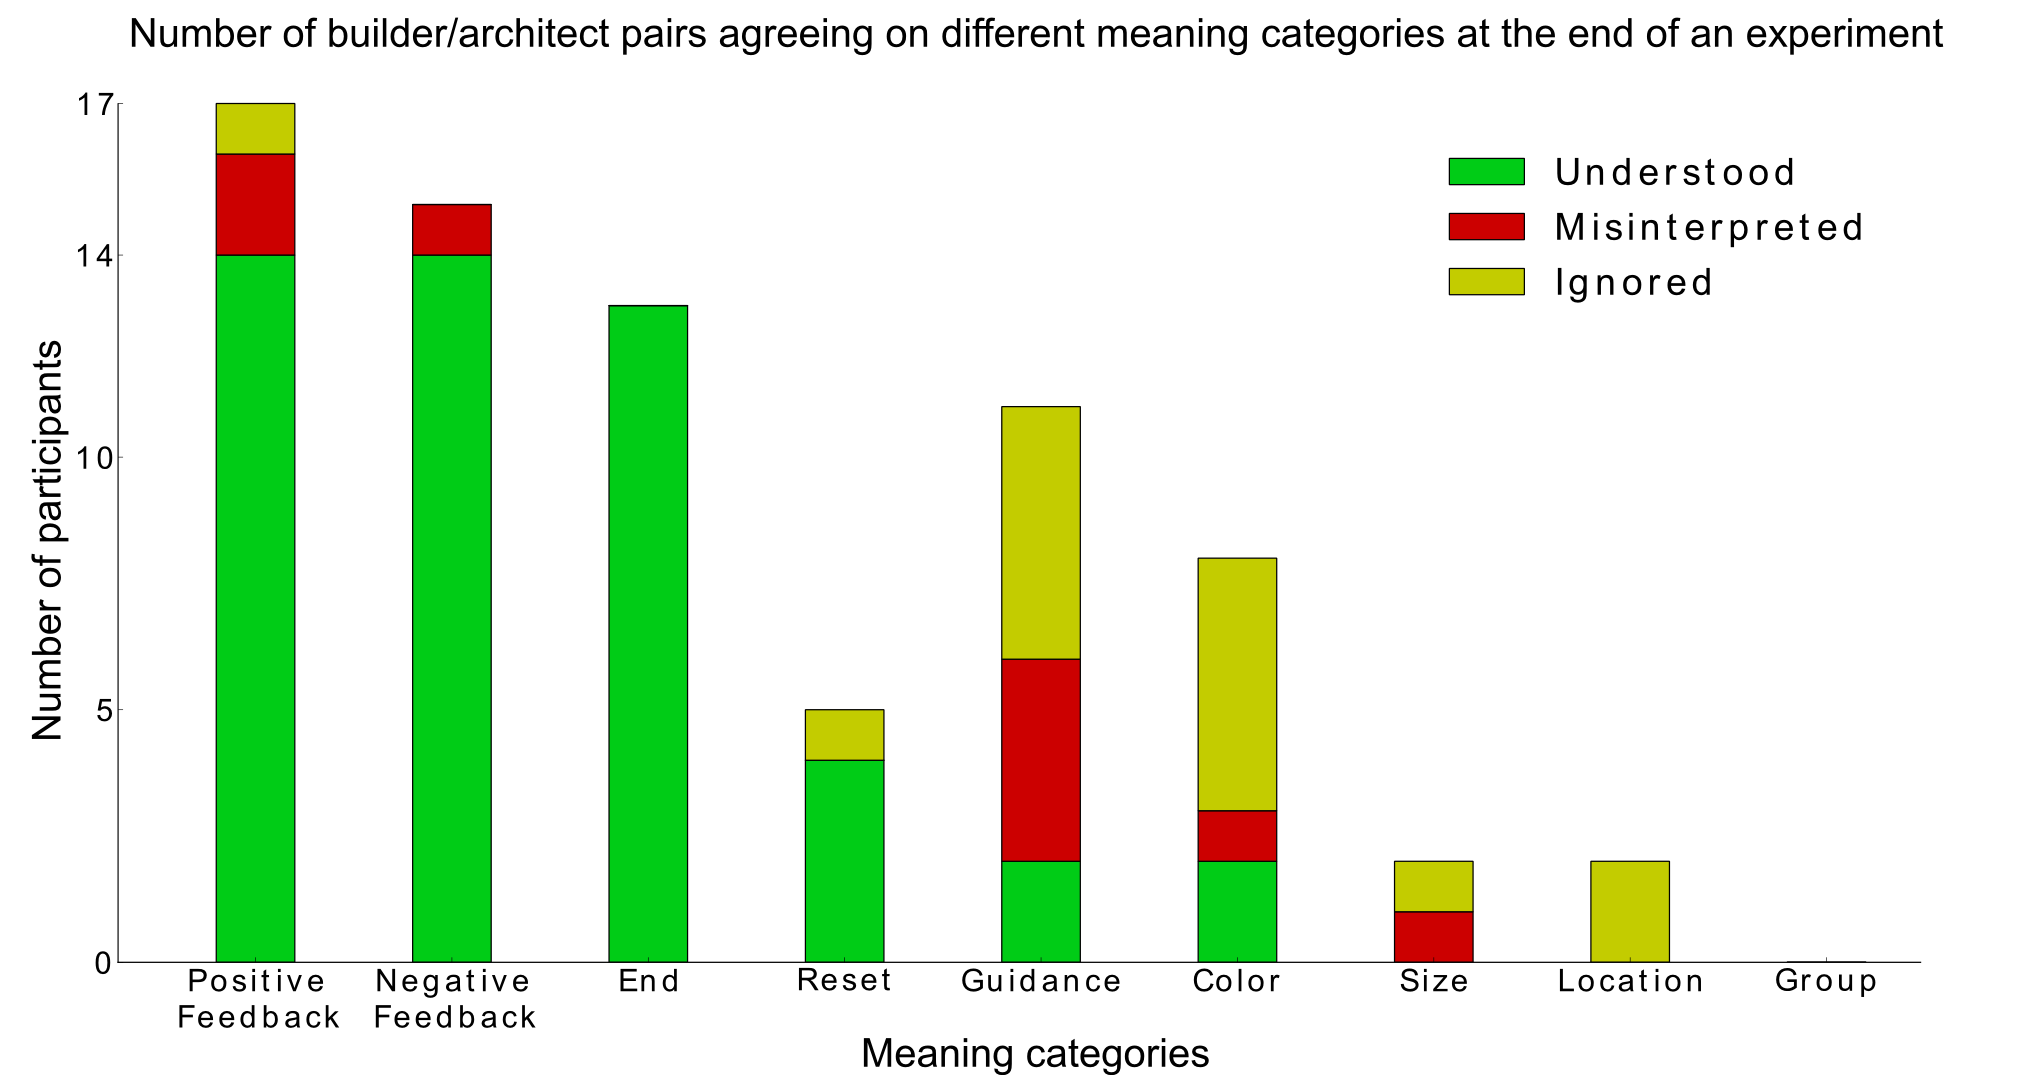 Number of builder/architect pairs agreeing on different meaning categories at the end of an experiment
17
14
10
5
0
Number of participants
Understood
Misinterpreted
Ignored
Positive
Feedback
Negative
Feedback
End
Reset
Guidance
Color
Size
Location
Group
Meaning categories